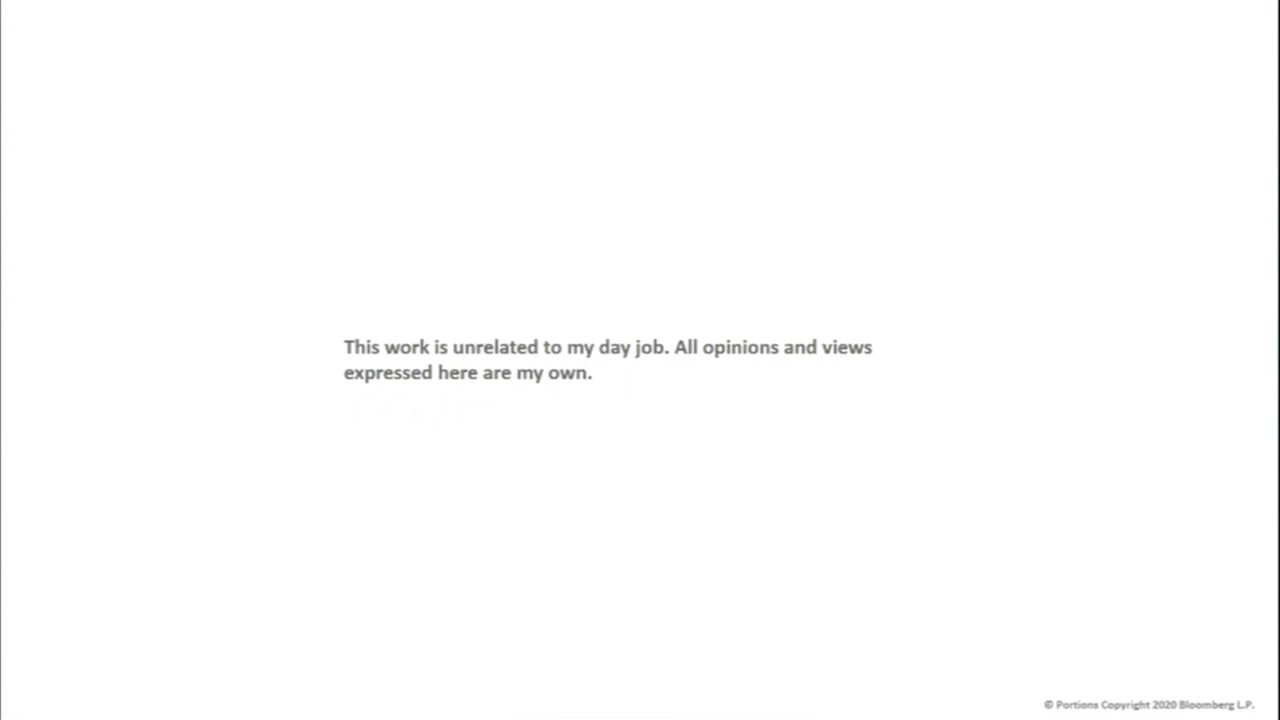 This work is unrelated to my day job. All opinions and views
expressed here are my own.
© Portions Copyright 2020 Bloomberg L.P.